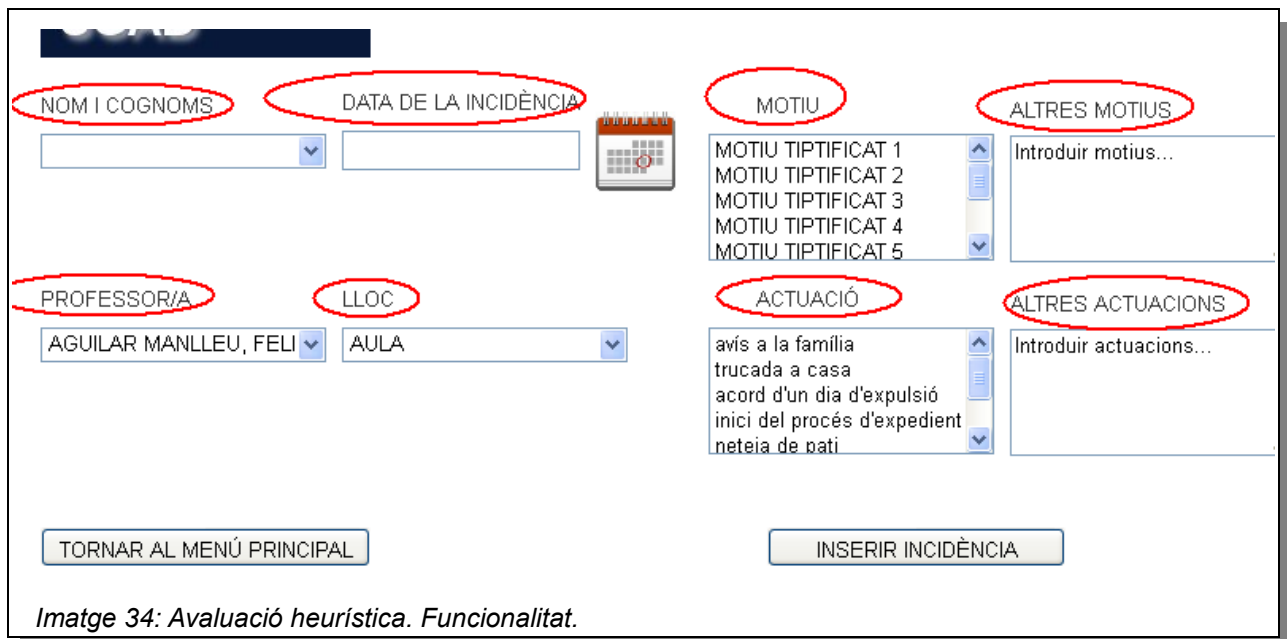 NOM I COGNOMS
DATA DE LA INCIDÈNCIA
MOTIU
ALTRES MOTIUS
MOTIU TIPTIFICAT 1
MOTIU TIPTIFICAT 2
MOTIU TIPTIFICAT 3
MOTIU TIPTIFICAT 4
MOTIU TIPTIFICAT 5
Introduir motius...
PROFESSOR/A
LLOC
ACTUACIÓ
ALTRES ACTUACIONS
AGUILAR MANLLEU, FELI
AULA
avís a la família
trucada a casa
acord d'un dia d'expulsió
inici del procés d'expedient
neteja de pati
Introduir actuacions...
TORNAR AL MENÚ PRINCIPAL
INSERIR INCIDÈNCIA
Imatge 34: Avaluació heurística. Funcionalitat.